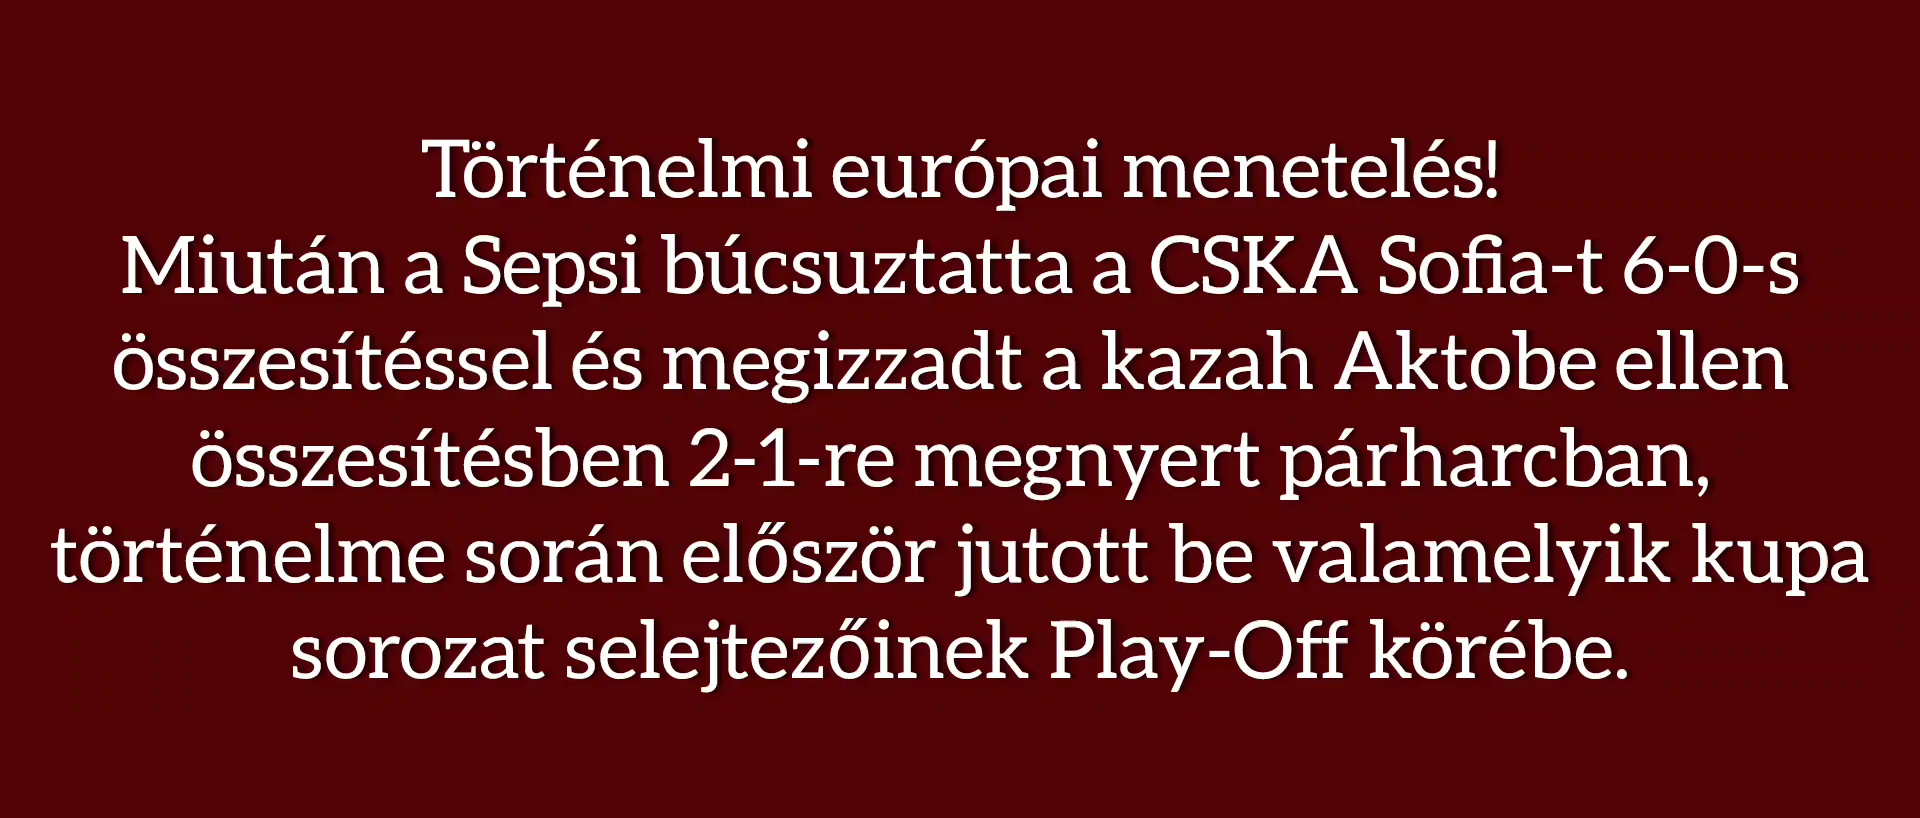 Történelmi európai menetelés!
Miután a Sepsi búcsuztatta a CSKA Sofia-t 6-0-s
összesítéssel és megizzadt a kazah Aktobe ellen
összesítésben 2-1-re megnyert párharcban,
történelme során először jutott be valamelyik kupa
sorozat selejtezőinek Play-Off körébe.